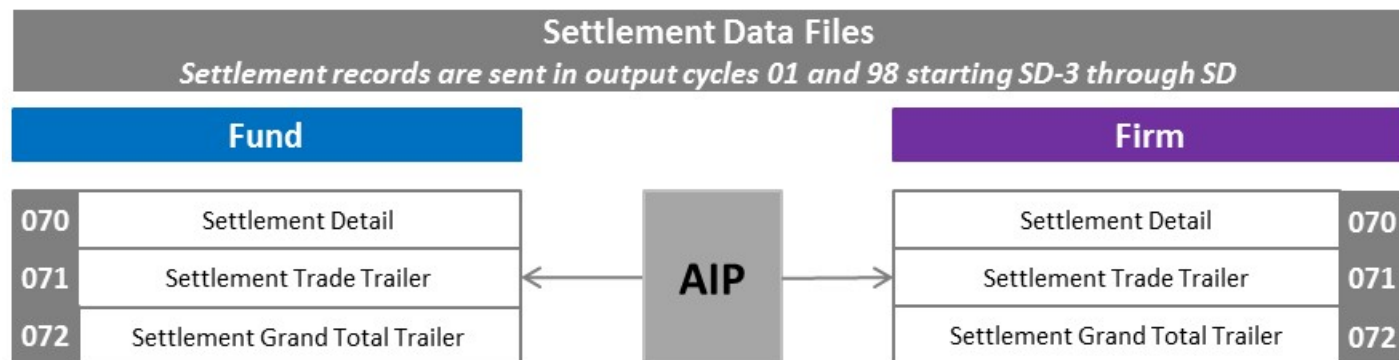 Settlement Data Files
Settlement records are sent in output cycles 01 and 98 starting SD-3 through SD
Fund
Firm
070 Settlement Detail
071 Settlement Trade Trailer
072 Settlement Grand Total Trailer
AIP
Settlement Detail 070
Settlement Trade Trailer 071
Settlement Grand Total Trailer 072